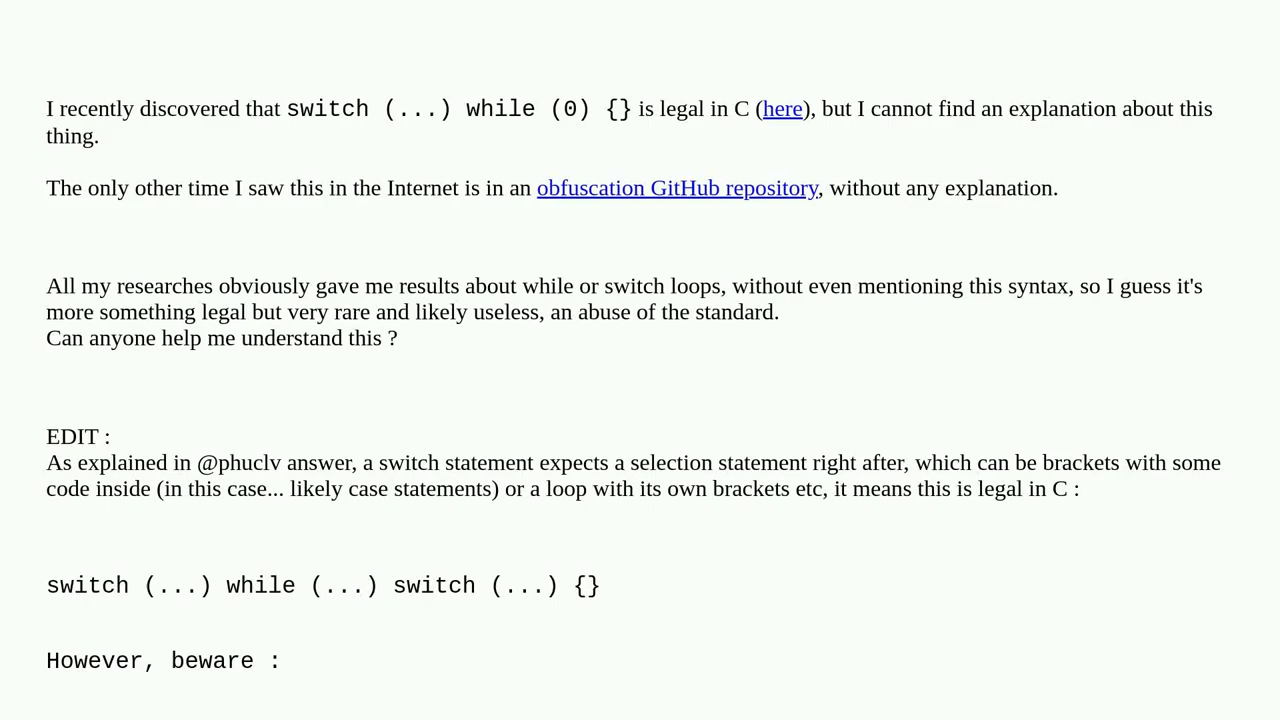 I recently discovered that switch (...) while (0) {} is legal in C (here), but I cannot find an explanation about this
thing.
The only other time I saw this in the Internet is in an obfuscation GitHub repository, without any explanation.
All my researches obviously gave me results about while or switch loops, without even mentioning this syntax, so I guess it's
more something legal but very rare and likely useless, an abuse of the standard.
Can anyone help me understand this ?
EDIT :
As explained in @phuclv answer, a switch statement expects a selection statement right after, which can be brackets with some
code inside (in this case... likely case statements) or a loop with its own brackets etc, it means this is legal in C :
switch (...) while (...) switch (...) {}
However, beware :